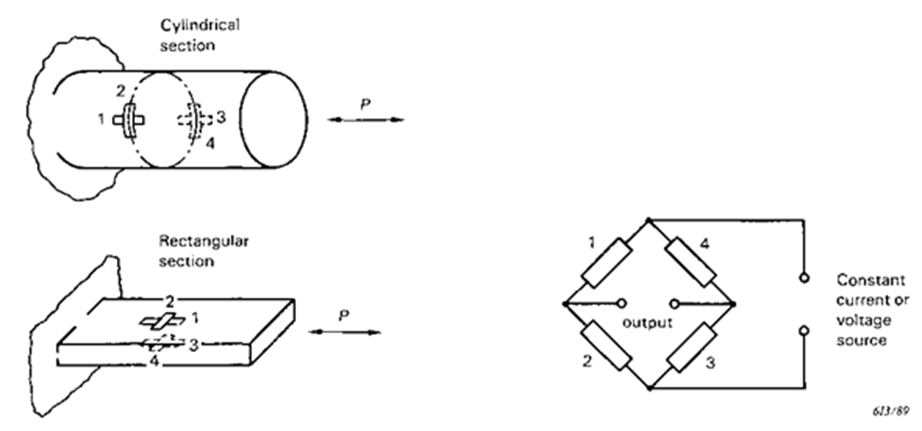 Cylindrical
section
2
1
3
4
P
Rectangular
section
2
1
3
4
P
1
4
output
2
3
Constant
current or
voltage
source
613/89